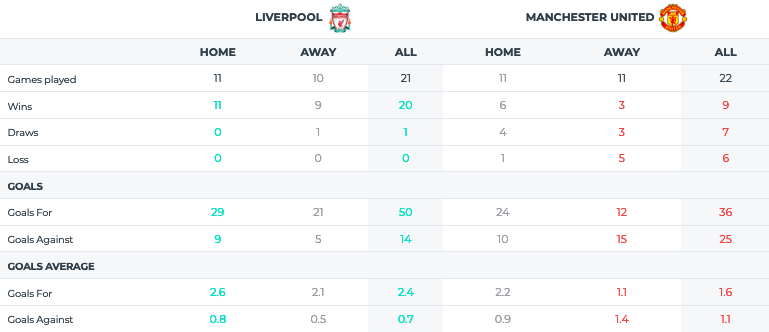 LIVERPOOL MANCHESTER UNITED
HOME AWAY ALL HOME AWAY ALL
Games played 11 10 21 11 11 22
Wins 11 9 20 6 3 9
Draws 0 1 1 4 3 7
Loss 0 0 0 1 5 6
GOALS
Goals For 29 21 50 24 12 36
Goals Against 9 5 14 10 15 25
GOALS AVERAGE
Goals For 2.6 2.1 2.4 2.2 1.1 1.6
Goals Against 0.8 0.5 0.7 0.9 1.4 1.1